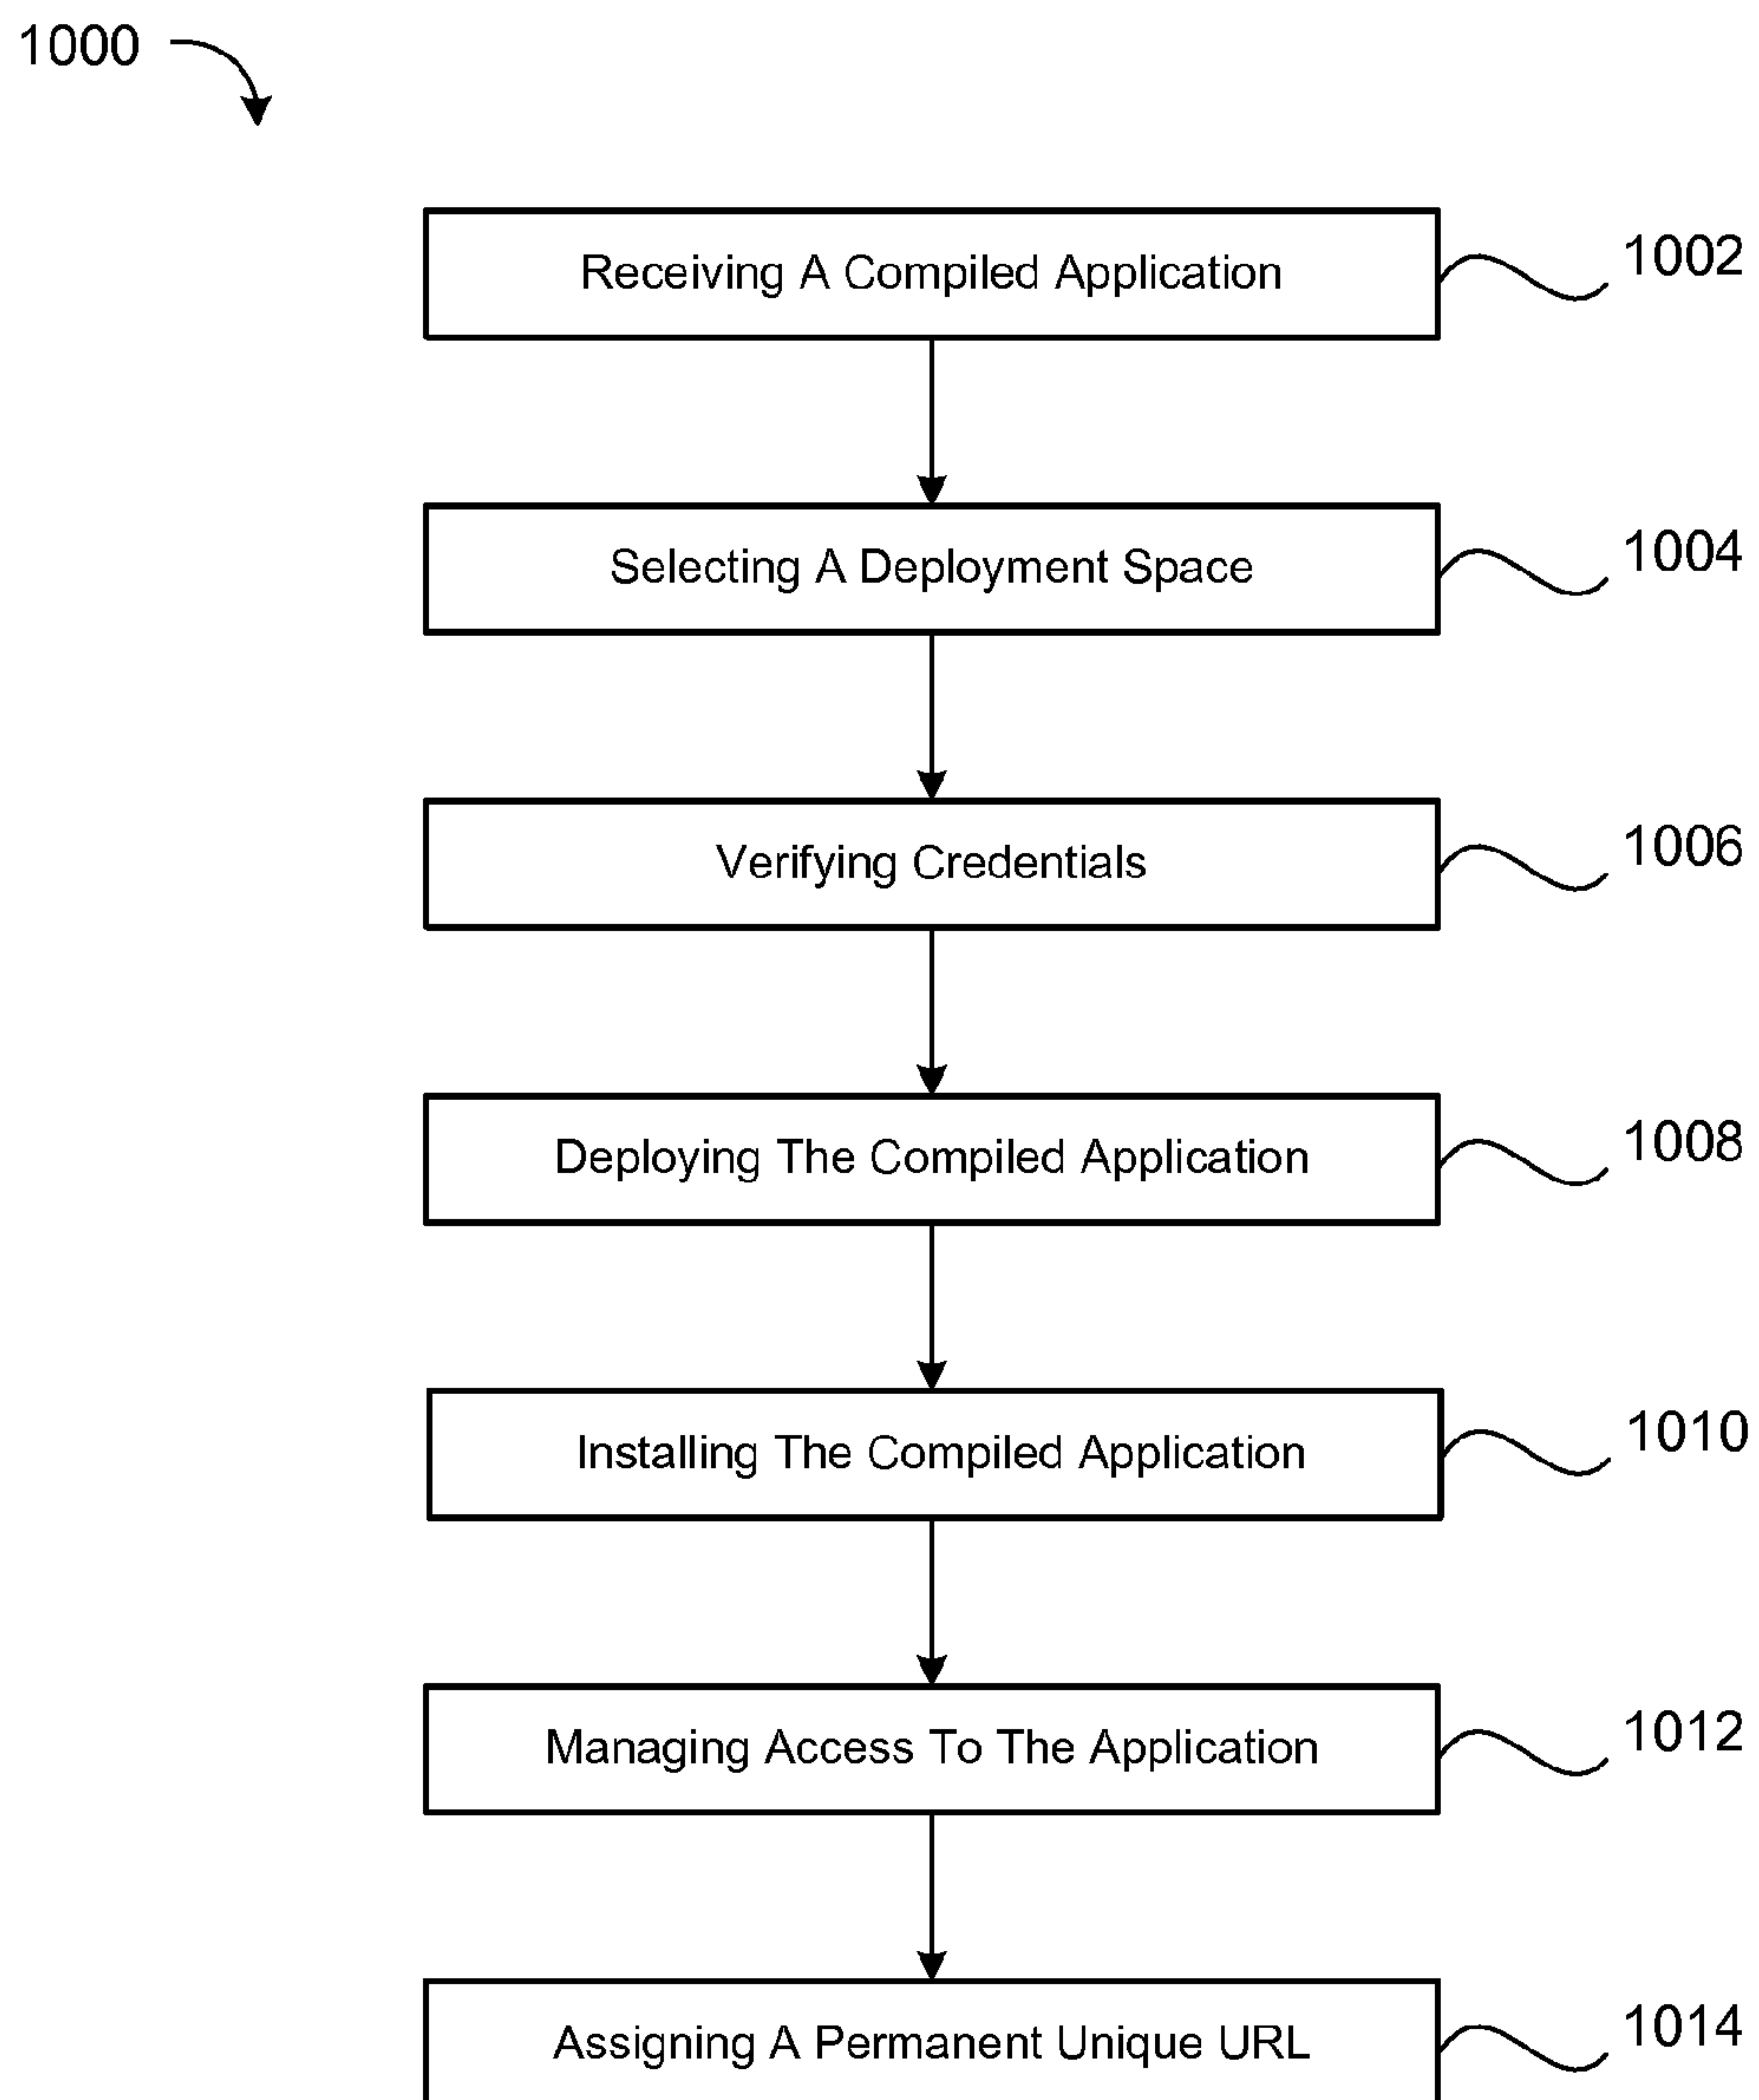 1000
Receiving A Compiled Application
1002
Selecting A Deployment Space
1004
Verifying Credentials
1006
Deploying The Compiled Application
1008
Installing The Compiled Application
1010
Managing Access To The Application
1012
Assigning A Permanent Unique URL
1014